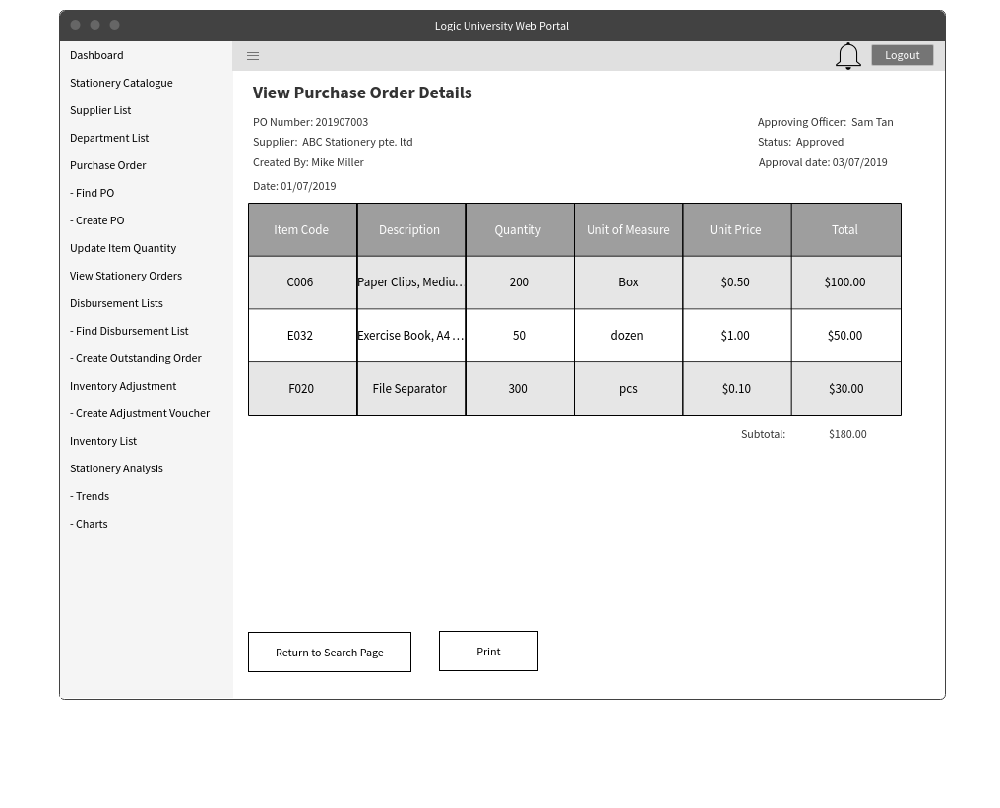 Logic University Web Portal
Dashboard
Stationery Catalogue
Supplier List
Department List
Purchase Order
- Find PO
- Create PO
Update Item Quantity
View Stationery Orders
Disbursement Lists
- Find Disbursement List
- Create Outstanding Order
Inventory Adjustment
- Create Adjustment Voucher
Inventory List
Stationery Analysis
- Trends
- Charts
Logout
View Purchase Order Details
PO Number: 201907003
Supplier: ABC Stationery pte. ltd
Created By: Mike Miller
Date: 01/07/2019
Approving Officer: Sam Tan
Status: Approved
Approval date: 03/07/2019
Item Code Description Quantity Unit of Measure Unit Price Total
C006 Paper Clips, Mediu... 200 Box $0.50 $100.00
E032 Exercise Book, A4 ... 50 dozen $1.00 $50.00
F020 File Separator 300 pcs $0.10 $30.00
Subtotal: $180.00
Return to Search Page Print